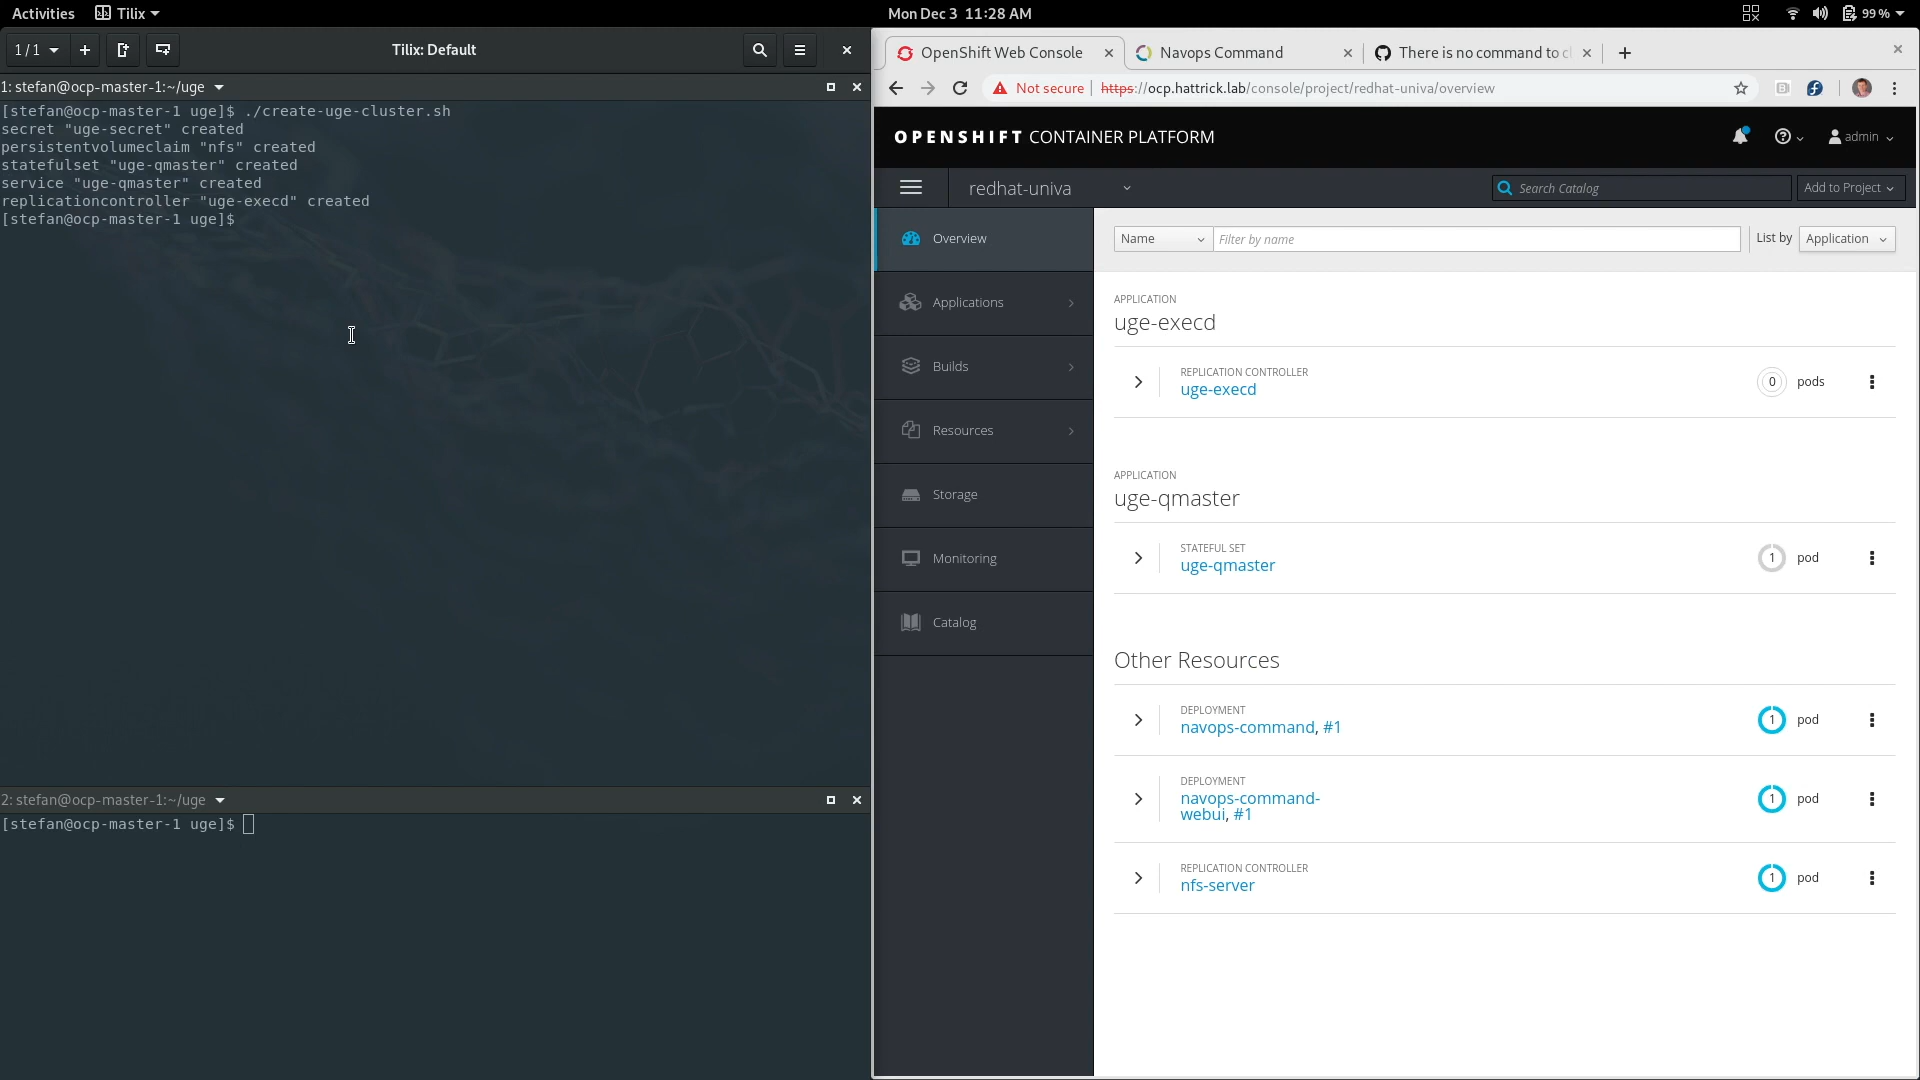 Activities Tilix Mon Dec 3 11:28 AM 99 %
1 / 1 Tilix: Default
1: stefan@ocp-master-1:~/uge
[stefan@ocp-master-1 uge]$ ./create-uge-cluster.sh
secret "uge-secret" created
persistentvolumeclaim "nfs" created
statefulset "uge-qmaster" created
service "uge-qmaster" created
replicationcontroller "uge-execd" created
[stefan@ocp-master-1 uge]$
2: stefan@ocp-master-1:~/uge
[stefan@ocp-master-1 uge]$
OpenShift Web Console Navops Command There is no command to cl
Not secure https://ocp.hattrick.lab/console/project/redhat-univa/overview
OPENSHIFT CONTAINER PLATFORM admin
redhat-univa Search Catalog Add to Project
Overview
Applications
Builds
Resources
Storage
Monitoring
Catalog
Name Filter by name List by Application
APPLICATION
uge-execd
REPLICATION CONTROLLER
uge-execd 0 pods
APPLICATION
uge-qmaster
STATEFUL SET
uge-qmaster 1 pod
Other Resources
DEPLOYMENT
navops-command, #1 1 pod
DEPLOYMENT
navops-command-
webui, #1 1 pod
REPLICATION CONTROLLER
nfs-server 1 pod